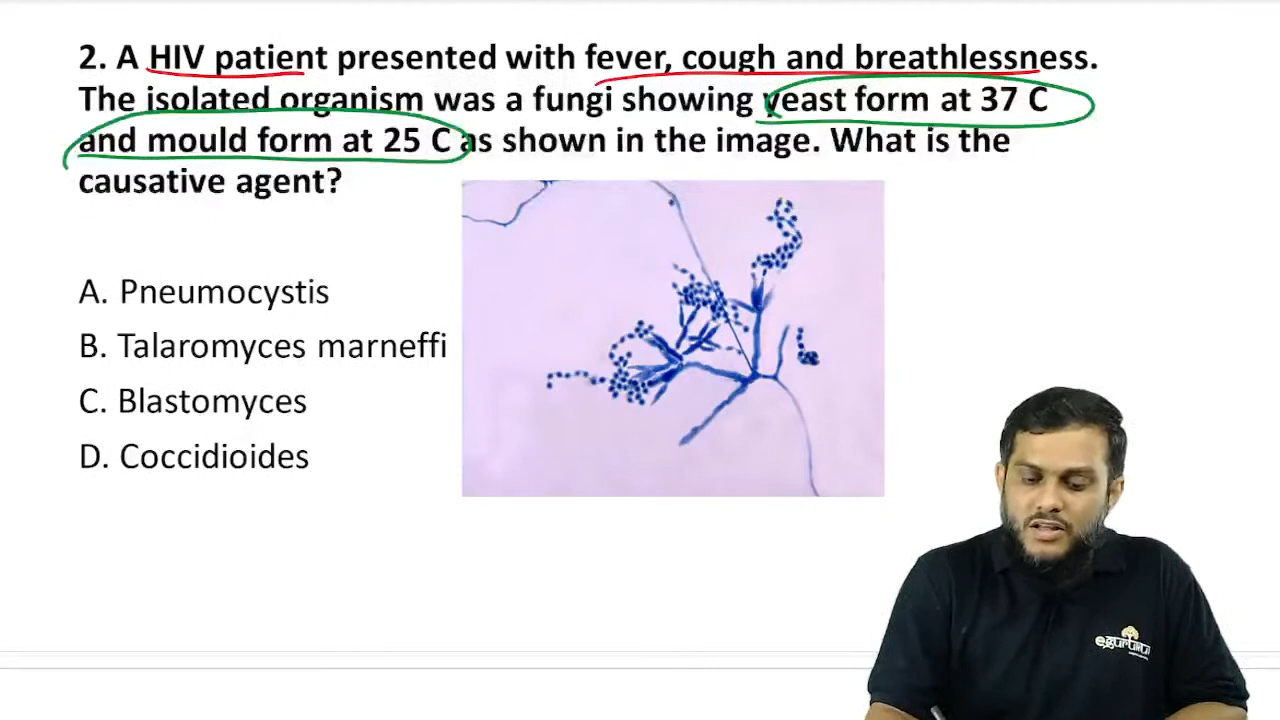 2. A HIV patient presented with fever, cough and breathlessness.
The isolated organism was a fungi showing yeast form at 37 C
and mould form at 25 C as shown in the image. What is the
causative agent?
A. Pneumocystis
B. Talaromyces marneffi
C. Blastomyces
D. Coccidioides
egurukul